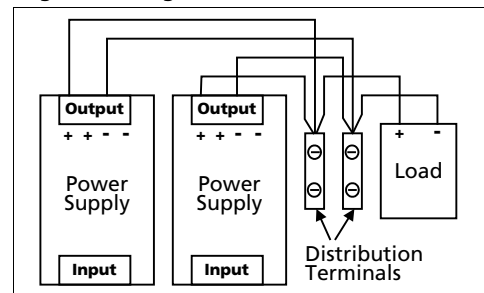 Output
+ + - -
Power
Supply
Input
Output
+ + - -
Power
Supply
Input
+ -
Load
Distribution
Terminals